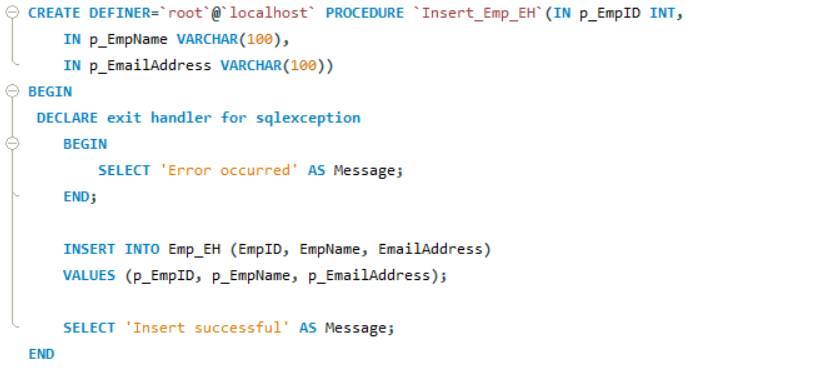 CREATE DEFINER=`root`@`localhost` PROCEDURE `Insert_Emp_EH`(IN p_EmpID INT,
    IN p_EmpName VARCHAR(100),
    IN p_EmailAddress VARCHAR(100))
BEGIN
 DECLARE exit handler for sqlexception
    BEGIN
        SELECT 'Error occurred' AS Message;
    END;
    INSERT INTO Emp_EH (EmpID, EmpName, EmailAddress)
    VALUES (p_EmpID, p_EmpName, p_EmailAddress);
    SELECT 'Insert successful' AS Message;
END